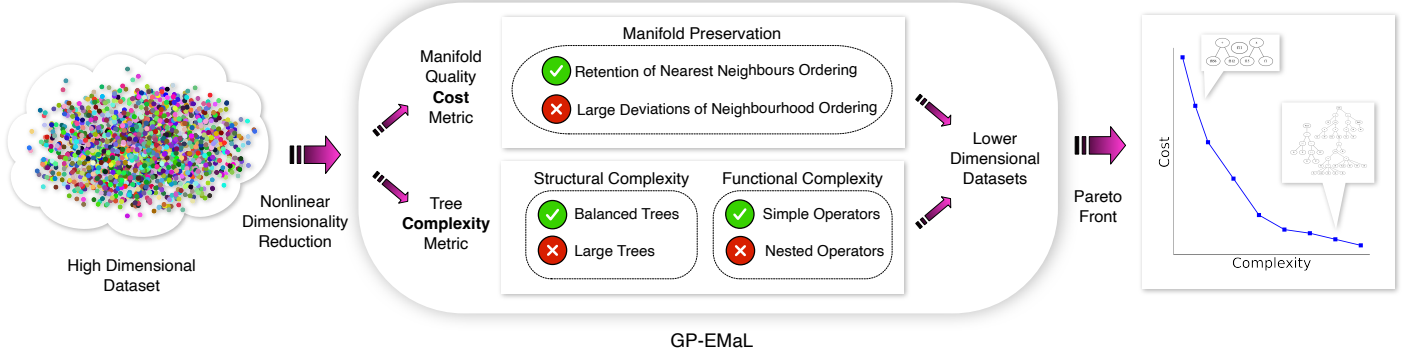 High Dimensional
Dataset
Nonlinear
Dimensionality
Reduction
Manifold
Quality
Cost
Metric
Tree
Complexity
Metric
Manifold Preservation
Retention of Nearest Neighbours Ordering
Large Deviations of Neighbourhood Ordering
Structural Complexity
Balanced Trees
Large Trees
Functional Complexity
Simple Operators
Nested Operators
Lower
Dimensional
Datasets
Pareto
Front
Cost
Complexity
GP-EMaL